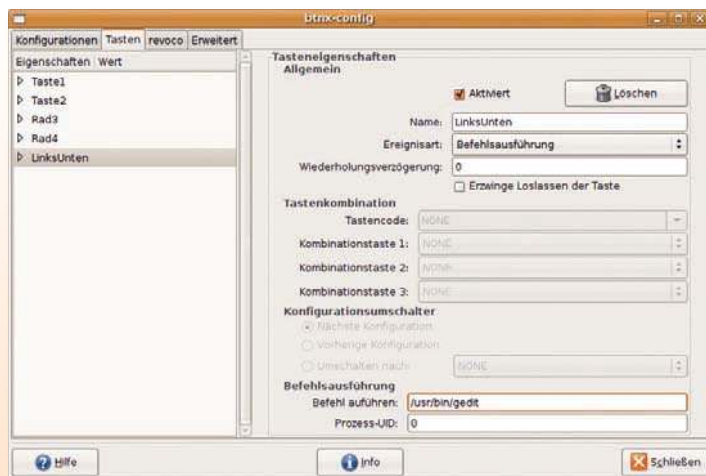 btnx-config
Konfigurationen Tasten revoco Erweitert
Eigenschaften Wert
Taste1
Taste2
Rad3
Rad4
LinksUnten
Tasteneigenschaften
Allgemein
Aktiviert
Löschen
Name: LinksUnten
Ereignisart: Befehlsausführung
Wiederholungsverzögerung: 0
Erzwinge Loslassen der Taste
Tastenkombination
Tastencode: NONE
Kombinationstaste 1: NONE
Kombinationstaste 2: NONE
Kombinationstaste 3: NONE
Konfigurationsumschalter
Nächste Konfiguration
Vorherige Konfiguration
Umschalten nach: NONE
Befehlsausführung
Befehl auführen: /usr/bin/gedit
Prozess-UID: 0
Hilfe
Info
Schließen